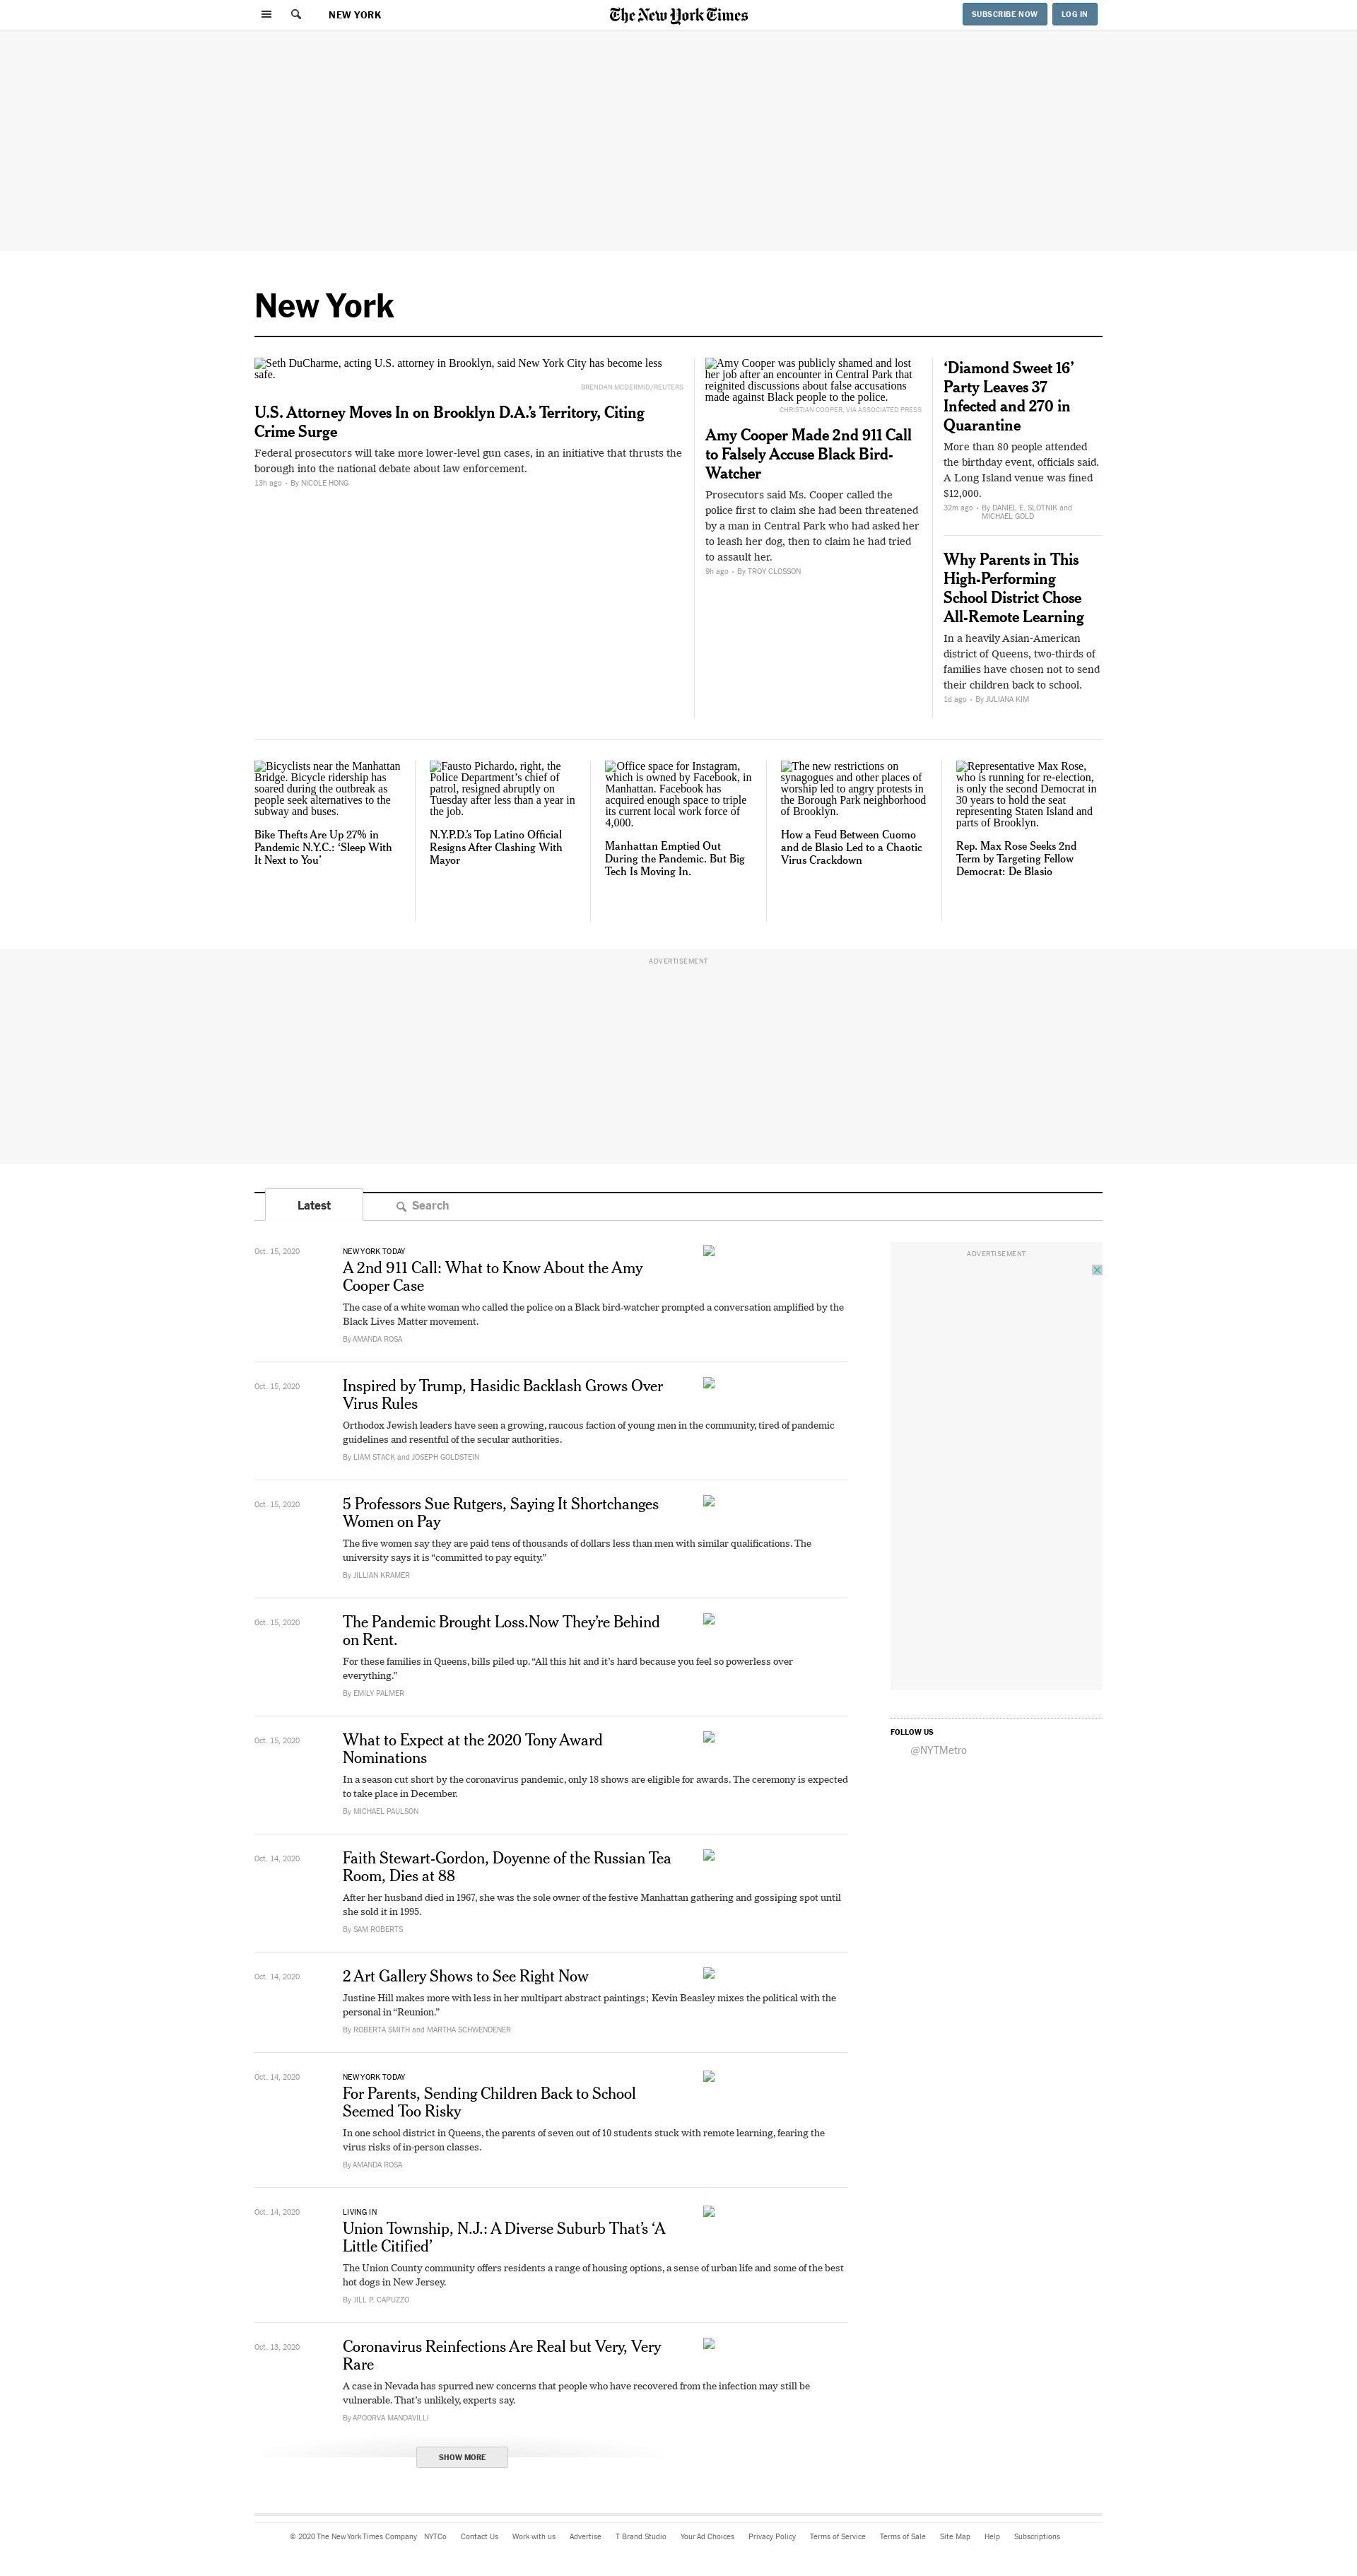 NEW YORK
The New York Times
SUBSCRIBE NOW
LOG IN
New York
Seth DuCharme, acting U.S. attorney in Brooklyn, said New York City has become less
safe.
BRENDAN MCDERMID/REUTERS
U.S. Attorney Moves In on Brooklyn D.A.’s Territory, Citing
Crime Surge
Federal prosecutors will take more lower-level gun cases, in an initiative that thrusts the
borough into the national debate about law enforcement.
13h ago • By NICOLE HONG
Amy Cooper was publicly shamed and lost
her job after an encounter in Central Park that
reignited discussions about false accusations
made against Black people to the police.
CHRISTIAN COOPER, VIA ASSOCIATED PRESS
Amy Cooper Made 2nd 911 Call
to Falsely Accuse Black Bird-
Watcher
Prosecutors said Ms. Cooper called the
police first to claim she had been threatened
by a man in Central Park who had asked her
to leash her dog, then to claim he had tried
to assault her.
9h ago • By TROY CLOSSON
‘Diamond Sweet 16’
Party Leaves 37
Infected and 270 in
Quarantine
More than 80 people attended
the birthday event, officials said.
A Long Island venue was fined
$12,000.
32m ago • By DANIEL E. SLOTNIK and
MICHAEL GOLD
Why Parents in This
High-Performing
School District Chose
All-Remote Learning
In a heavily Asian-American
district of Queens, two-thirds of
families have chosen not to send
their children back to school.
1d ago • By JULIANA KIM
Bicyclists near the Manhattan
Bridge. Bicycle ridership has
soared during the outbreak as
people seek alternatives to the
subway and buses.
Bike Thefts Are Up 27% in
Pandemic N.Y.C.: ‘Sleep With
It Next to You’
Fausto Pichardo, right, the
Police Department’s chief of
patrol, resigned abruptly on
Tuesday after less than a year in
the job.
N.Y.P.D.’s Top Latino Official
Resigns After Clashing With
Mayor
Office space for Instagram,
which is owned by Facebook, in
Manhattan. Facebook has
acquired enough space to triple
its current local work force of
4,000.
Manhattan Emptied Out
During the Pandemic. But Big
Tech Is Moving In.
The new restrictions on
synagogues and other places of
worship led to angry protests in
the Borough Park neighborhood
of Brooklyn.
How a Feud Between Cuomo
and de Blasio Led to a Chaotic
Virus Crackdown
Representative Max Rose,
who is running for re-election,
is only the second Democrat in
30 years to hold the seat
representing Staten Island and
parts of Brooklyn.
Rep. Max Rose Seeks 2nd
Term by Targeting Fellow
Democrat: De Blasio
ADVERTISEMENT
Latest
Search
Oct. 15, 2020
NEW YORK TODAY
A 2nd 911 Call: What to Know About the Amy
Cooper Case
The case of a white woman who called the police on a Black bird-watcher prompted a conversation amplified by the
Black Lives Matter movement.
By AMANDA ROSA
Oct. 15, 2020
Inspired by Trump, Hasidic Backlash Grows Over
Virus Rules
Orthodox Jewish leaders have seen a growing, raucous faction of young men in the community, tired of pandemic
guidelines and resentful of the secular authorities.
By LIAM STACK and JOSEPH GOLDSTEIN
Oct. 15, 2020
5 Professors Sue Rutgers, Saying It Shortchanges
Women on Pay
The five women say they are paid tens of thousands of dollars less than men with similar qualifications. The
university says it is “committed to pay equity.”
By JILLIAN KRAMER
Oct. 15, 2020
The Pandemic Brought Loss.Now They’re Behind
on Rent.
For these families in Queens, bills piled up. “All this hit and it’s hard because you feel so powerless over
everything.”
By EMILY PALMER
Oct. 15, 2020
What to Expect at the 2020 Tony Award
Nominations
In a season cut short by the coronavirus pandemic, only 18 shows are eligible for awards. The ceremony is expected
to take place in December.
By MICHAEL PAULSON
Oct. 14, 2020
Faith Stewart-Gordon, Doyenne of the Russian Tea
Room, Dies at 88
After her husband died in 1967, she was the sole owner of the festive Manhattan gathering and gossiping spot until
she sold it in 1995.
By SAM ROBERTS
Oct. 14, 2020
2 Art Gallery Shows to See Right Now
Justine Hill makes more with less in her multipart abstract paintings; Kevin Beasley mixes the political with the
personal in “Reunion.”
By ROBERTA SMITH and MARTHA SCHWENDENER
Oct. 14, 2020
NEW YORK TODAY
For Parents, Sending Children Back to School
Seemed Too Risky
In one school district in Queens, the parents of seven out of 10 students stuck with remote learning, fearing the
virus risks of in-person classes.
By AMANDA ROSA
Oct. 14, 2020
LIVING IN
Union Township, N.J.: A Diverse Suburb That’s ‘A
Little Citified’
The Union County community offers residents a range of housing options, a sense of urban life and some of the best
hot dogs in New Jersey.
By JILL P. CAPUZZO
Oct. 13, 2020
Coronavirus Reinfections Are Real but Very, Very
Rare
A case in Nevada has spurred new concerns that people who have recovered from the infection may still be
vulnerable. That’s unlikely, experts say.
By APOORVA MANDAVILLI
SHOW MORE
ADVERTISEMENT
FOLLOW US
@NYTMetro
© 2020 The New York Times Company NYTCo Contact Us Work with us Advertise T Brand Studio Your Ad Choices Privacy Policy Terms of Service Terms of Sale Site Map Help Subscriptions